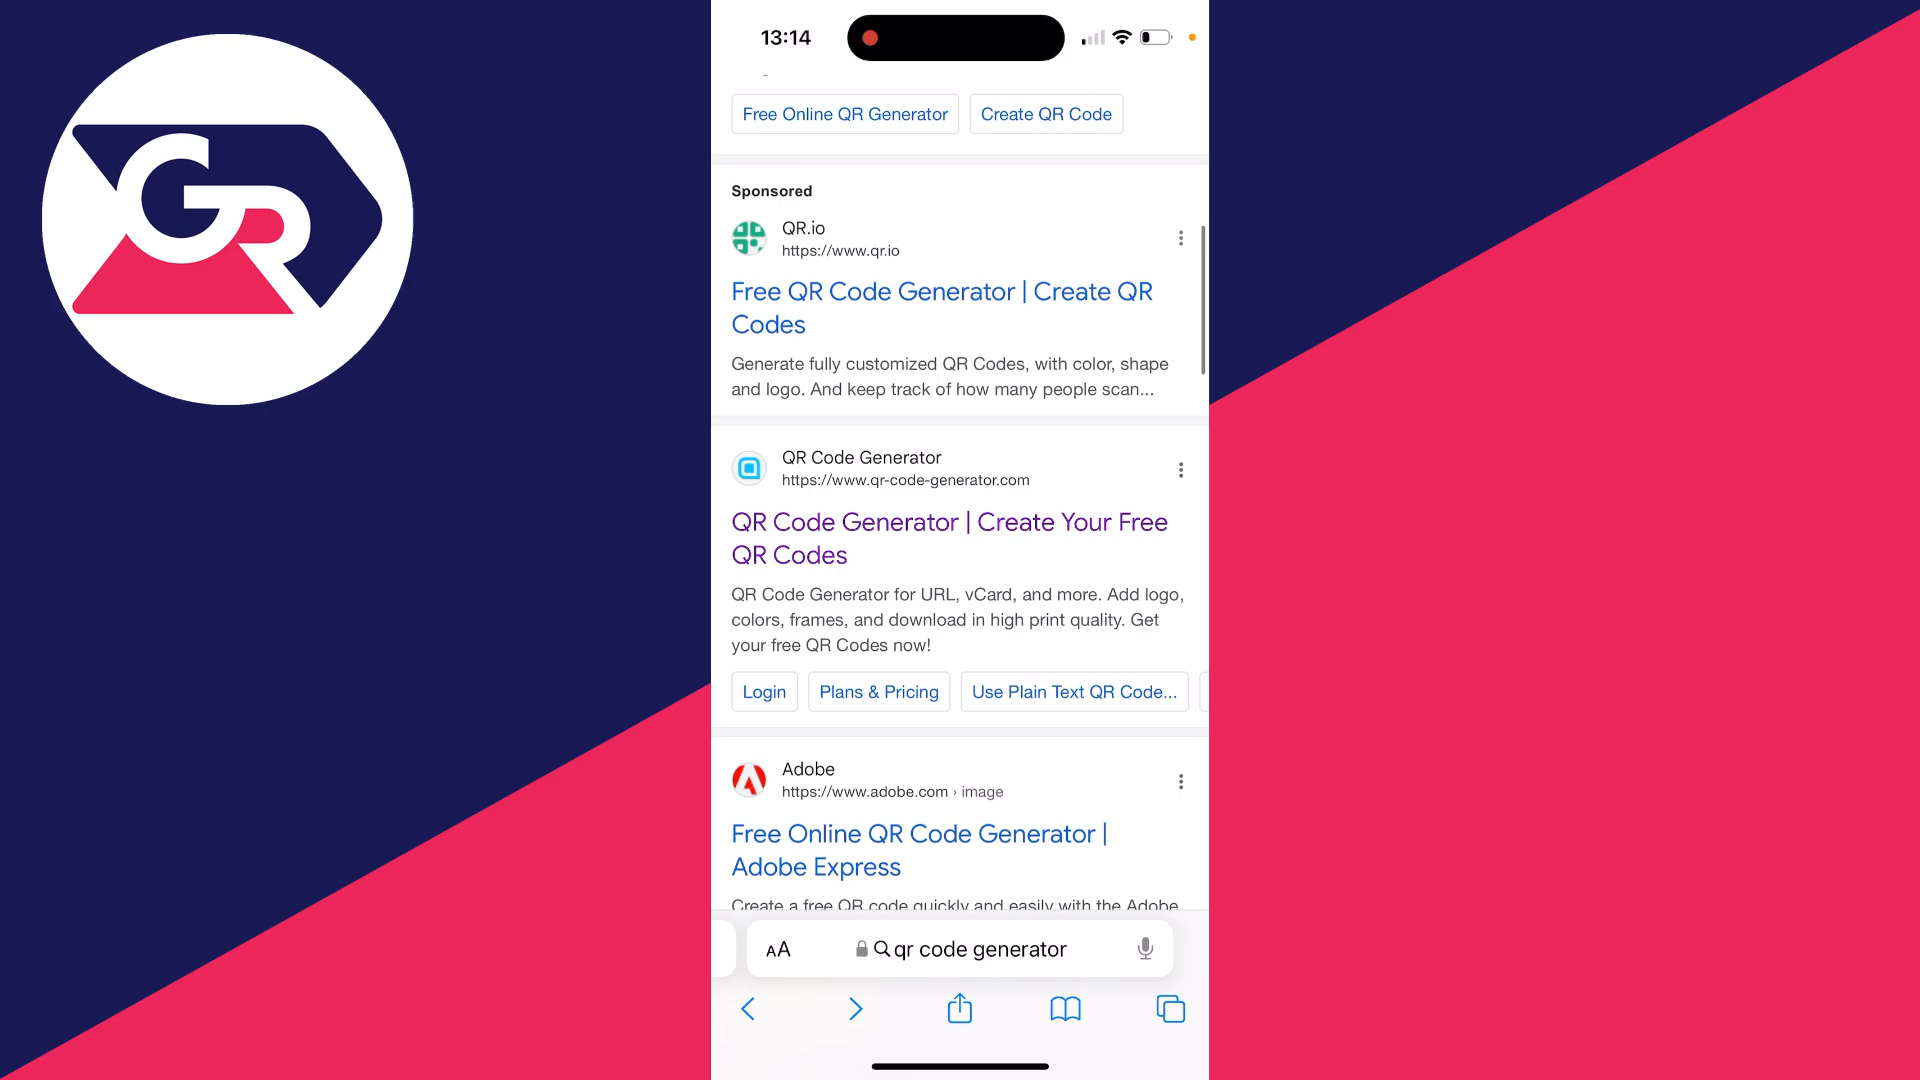 GR
13:14
Free Online QR Generator
Create QR Code
Sponsored
QR.io
https://www.qr.io
Free QR Code Generator | Create QR
Codes
Generate fully customized QR Codes, with color, shape
and logo. And keep track of how many people scan...
QR Code Generator
https://www.qr-code-generator.com
QR Code Generator | Create Your Free
QR Codes
QR Code Generator for URL, vCard, and more. Add logo,
colors, frames, and download in high print quality. Get
your free QR Codes now!
Login
Plans & Pricing
Use Plain Text QR Code...
Adobe
https://www.adobe.com › image
Free Online QR Code Generator |
Adobe Express
Create a free QR code quickly and easily with the Adobe
AA
qr code generator